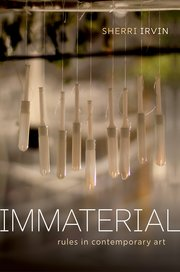 SHERRI IRVIN
IMMATERIAL
rules in contemporary art